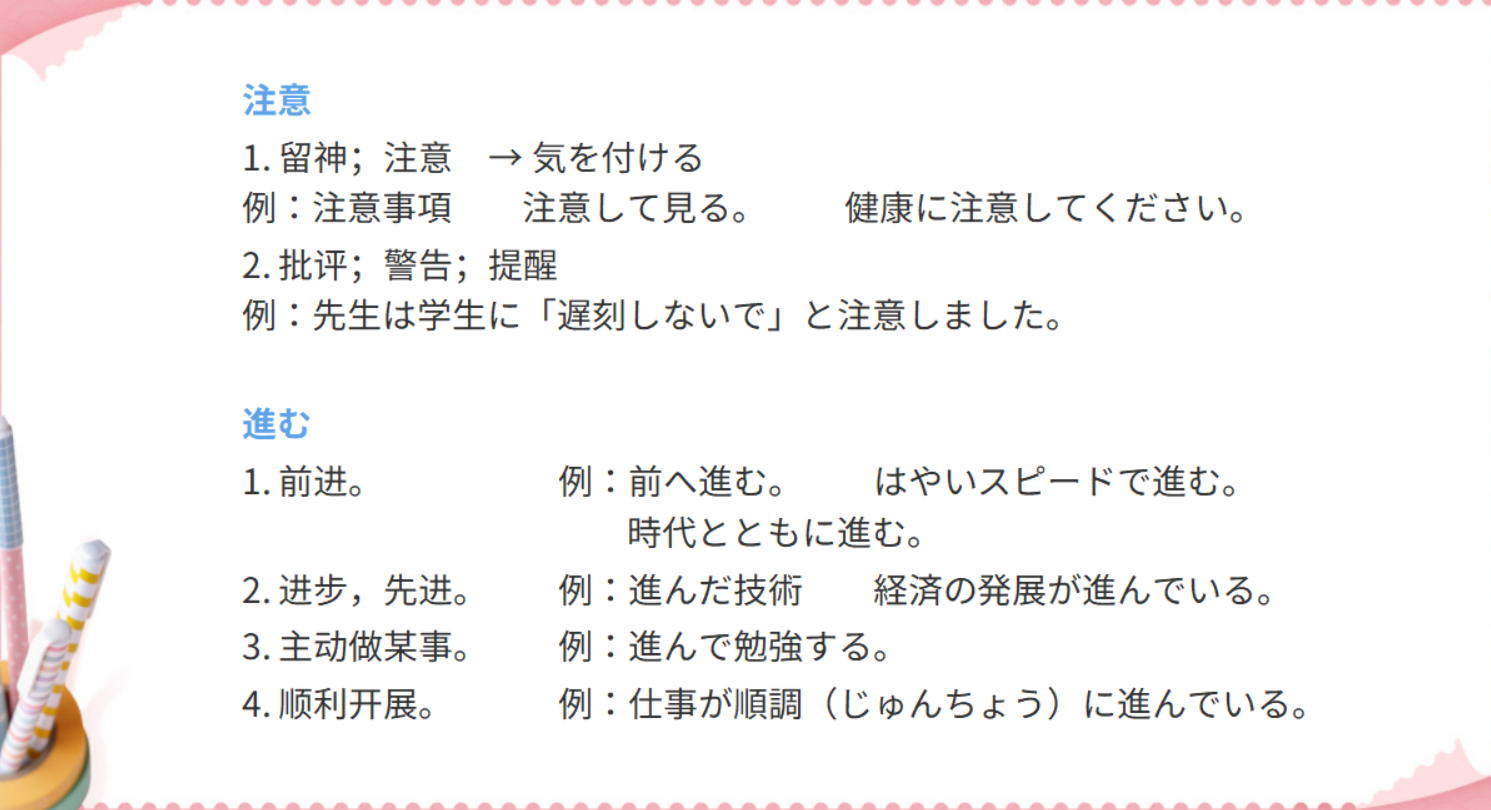 注意
1. 留神；注意　→ 気を付ける
例：注意事項　　注意して見る。　　　健康に注意してください。
2. 批评；警告；提醒
例：先生は学生に「遅刻しないで」と注意しました。
進む
1. 前进。　　　　　　例：前へ進む。　　　はやいスピードで進む。
時代とともに進む。
2. 进步，先进。　　　例：進んだ技術　　経済の発展が進んでいる。
3. 主动做某事。　　　例：進んで勉強する。
4. 顺利开展。　　　　例：仕事が順調（じゅんちょう）に進んでいる。